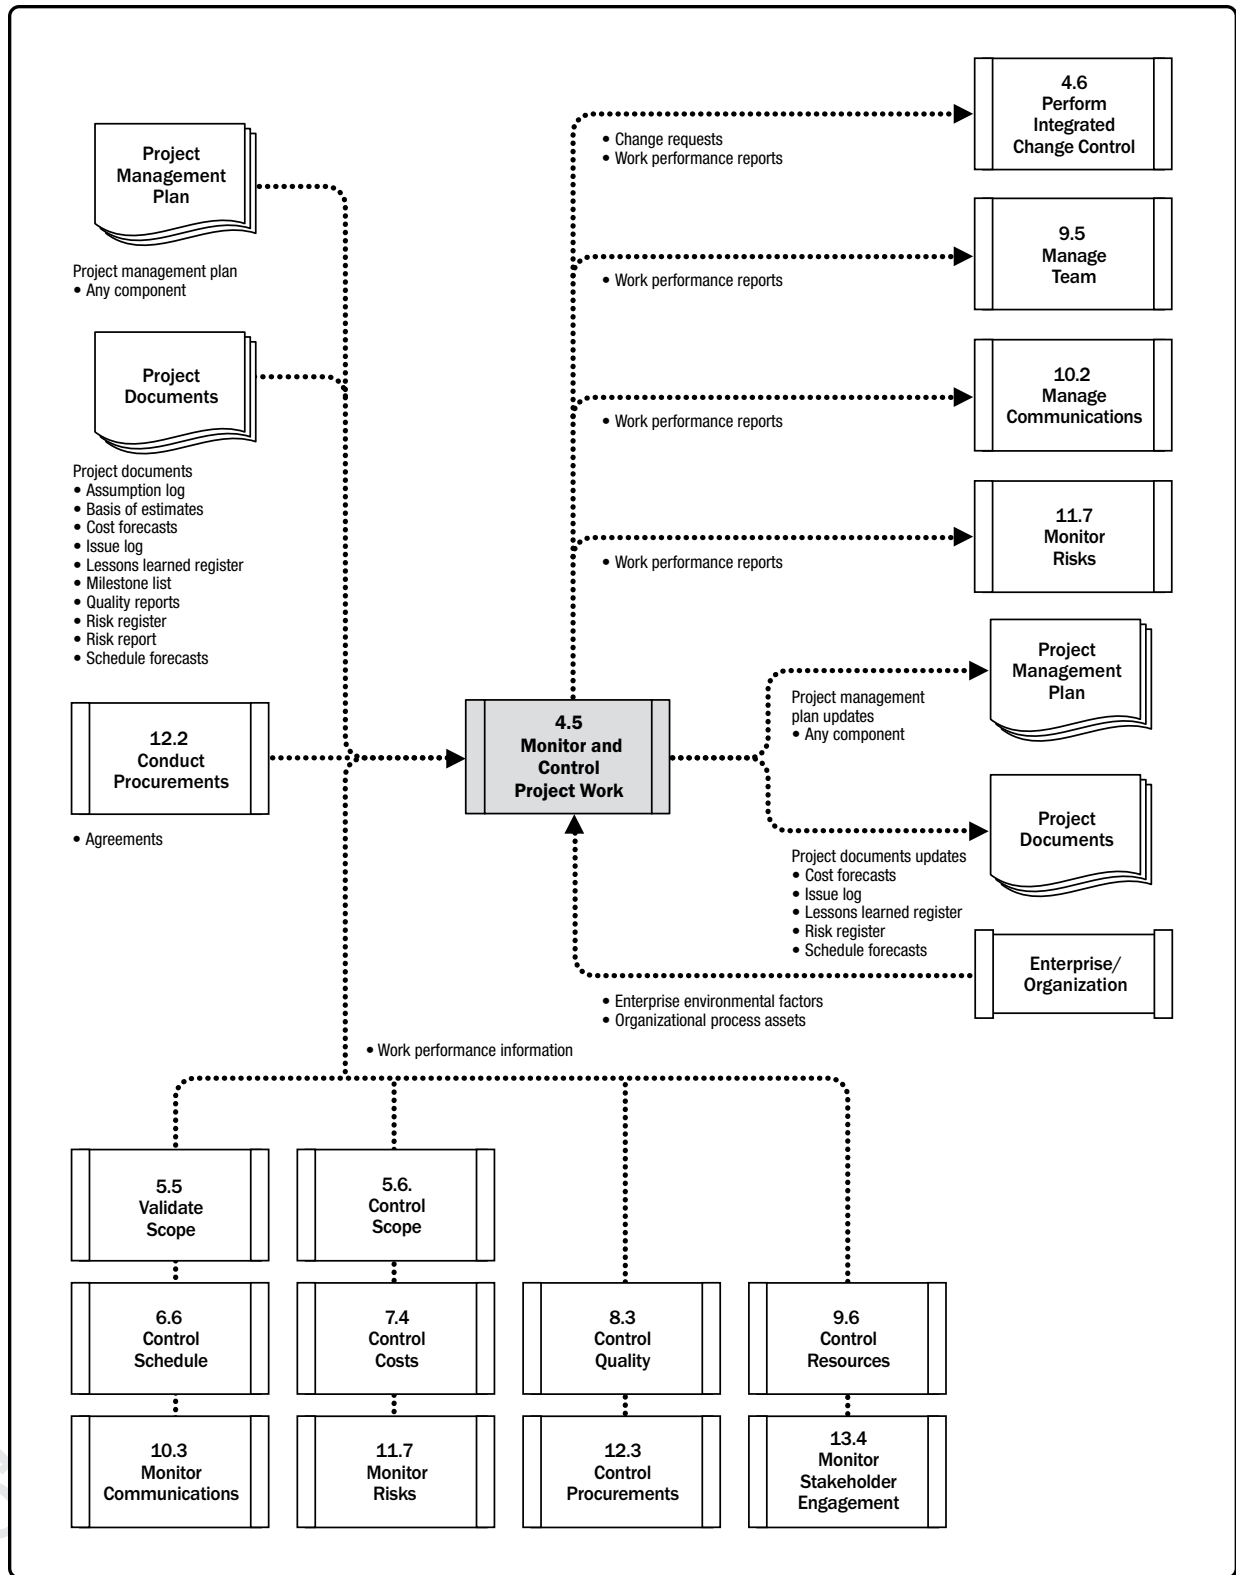 4.6
Perform
Integrated
Change Control
• Change requests
• Work performance reports
Project
Management
Plan
9.5
Manage
Team
Project management plan
• Any component
• Work performance reports
Project
Documents
10.2
Manage
Communications
• Work performance reports
Project documents
• Assumption log
• Basis of estimates
• Cost forecasts
• Issue log
• Lessons learned register
• Milestone list
• Quality reports
• Risk register
• Risk report
• Schedule forecasts
11.7
Monitor
Risks
• Work performance reports
Project
Management
Plan
Project management
plan updates
• Any component
12.2
Conduct
Procurements
4.5
Monitor and
Control
Project Work
• Agreements
Project
Documents
Project documents updates
• Cost forecasts
• Issue log
• Lessons learned register
• Risk register
• Schedule forecasts
Enterprise/
Organization
• Enterprise environmental factors
• Organizational process assets
• Work performance information
5.5
Validate
Scope
5.6.
Control
Scope
6.6
Control
Schedule
7.4
Control
Costs
8.3
Control
Quality
9.6
Control
Resources
10.3
Monitor
Communications
11.7
Monitor
Risks
12.3
Control
Procurements
13.4
Monitor
Stakeholder
Engagement